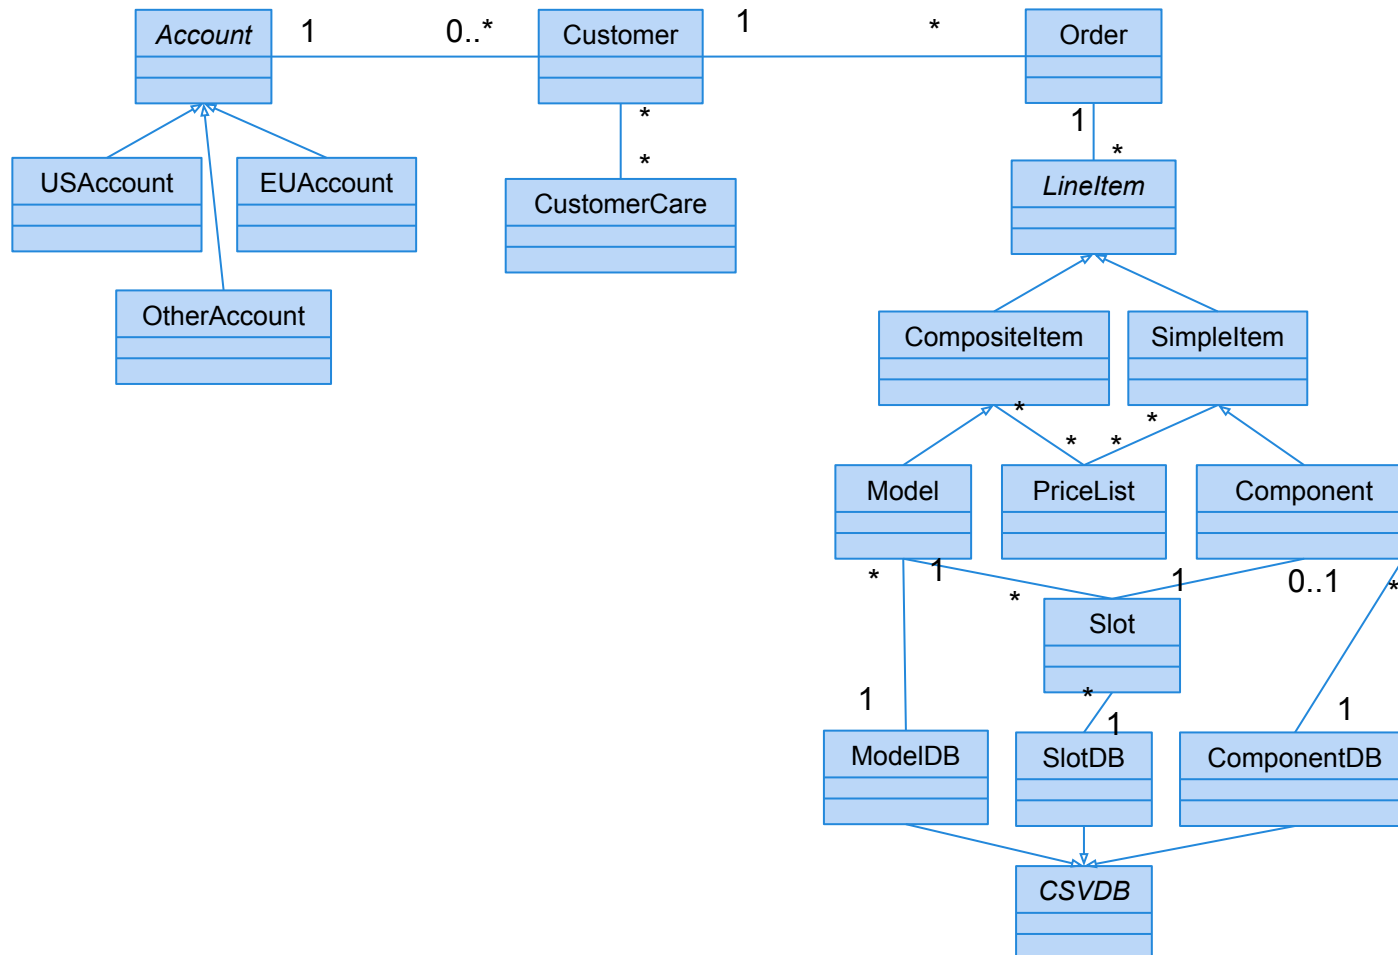 Account 1 0..* Customer 1 * Order
* 1
USAccount EUAccount * *
CustomerCare LineItem
OtherAccount
CompositeItem SimpleItem
* *
* *
Model PriceList Component
* 1 1 0..1 *
*
Slot
1 * 1
1
ModelDB SlotDB ComponentDB
CSVDB